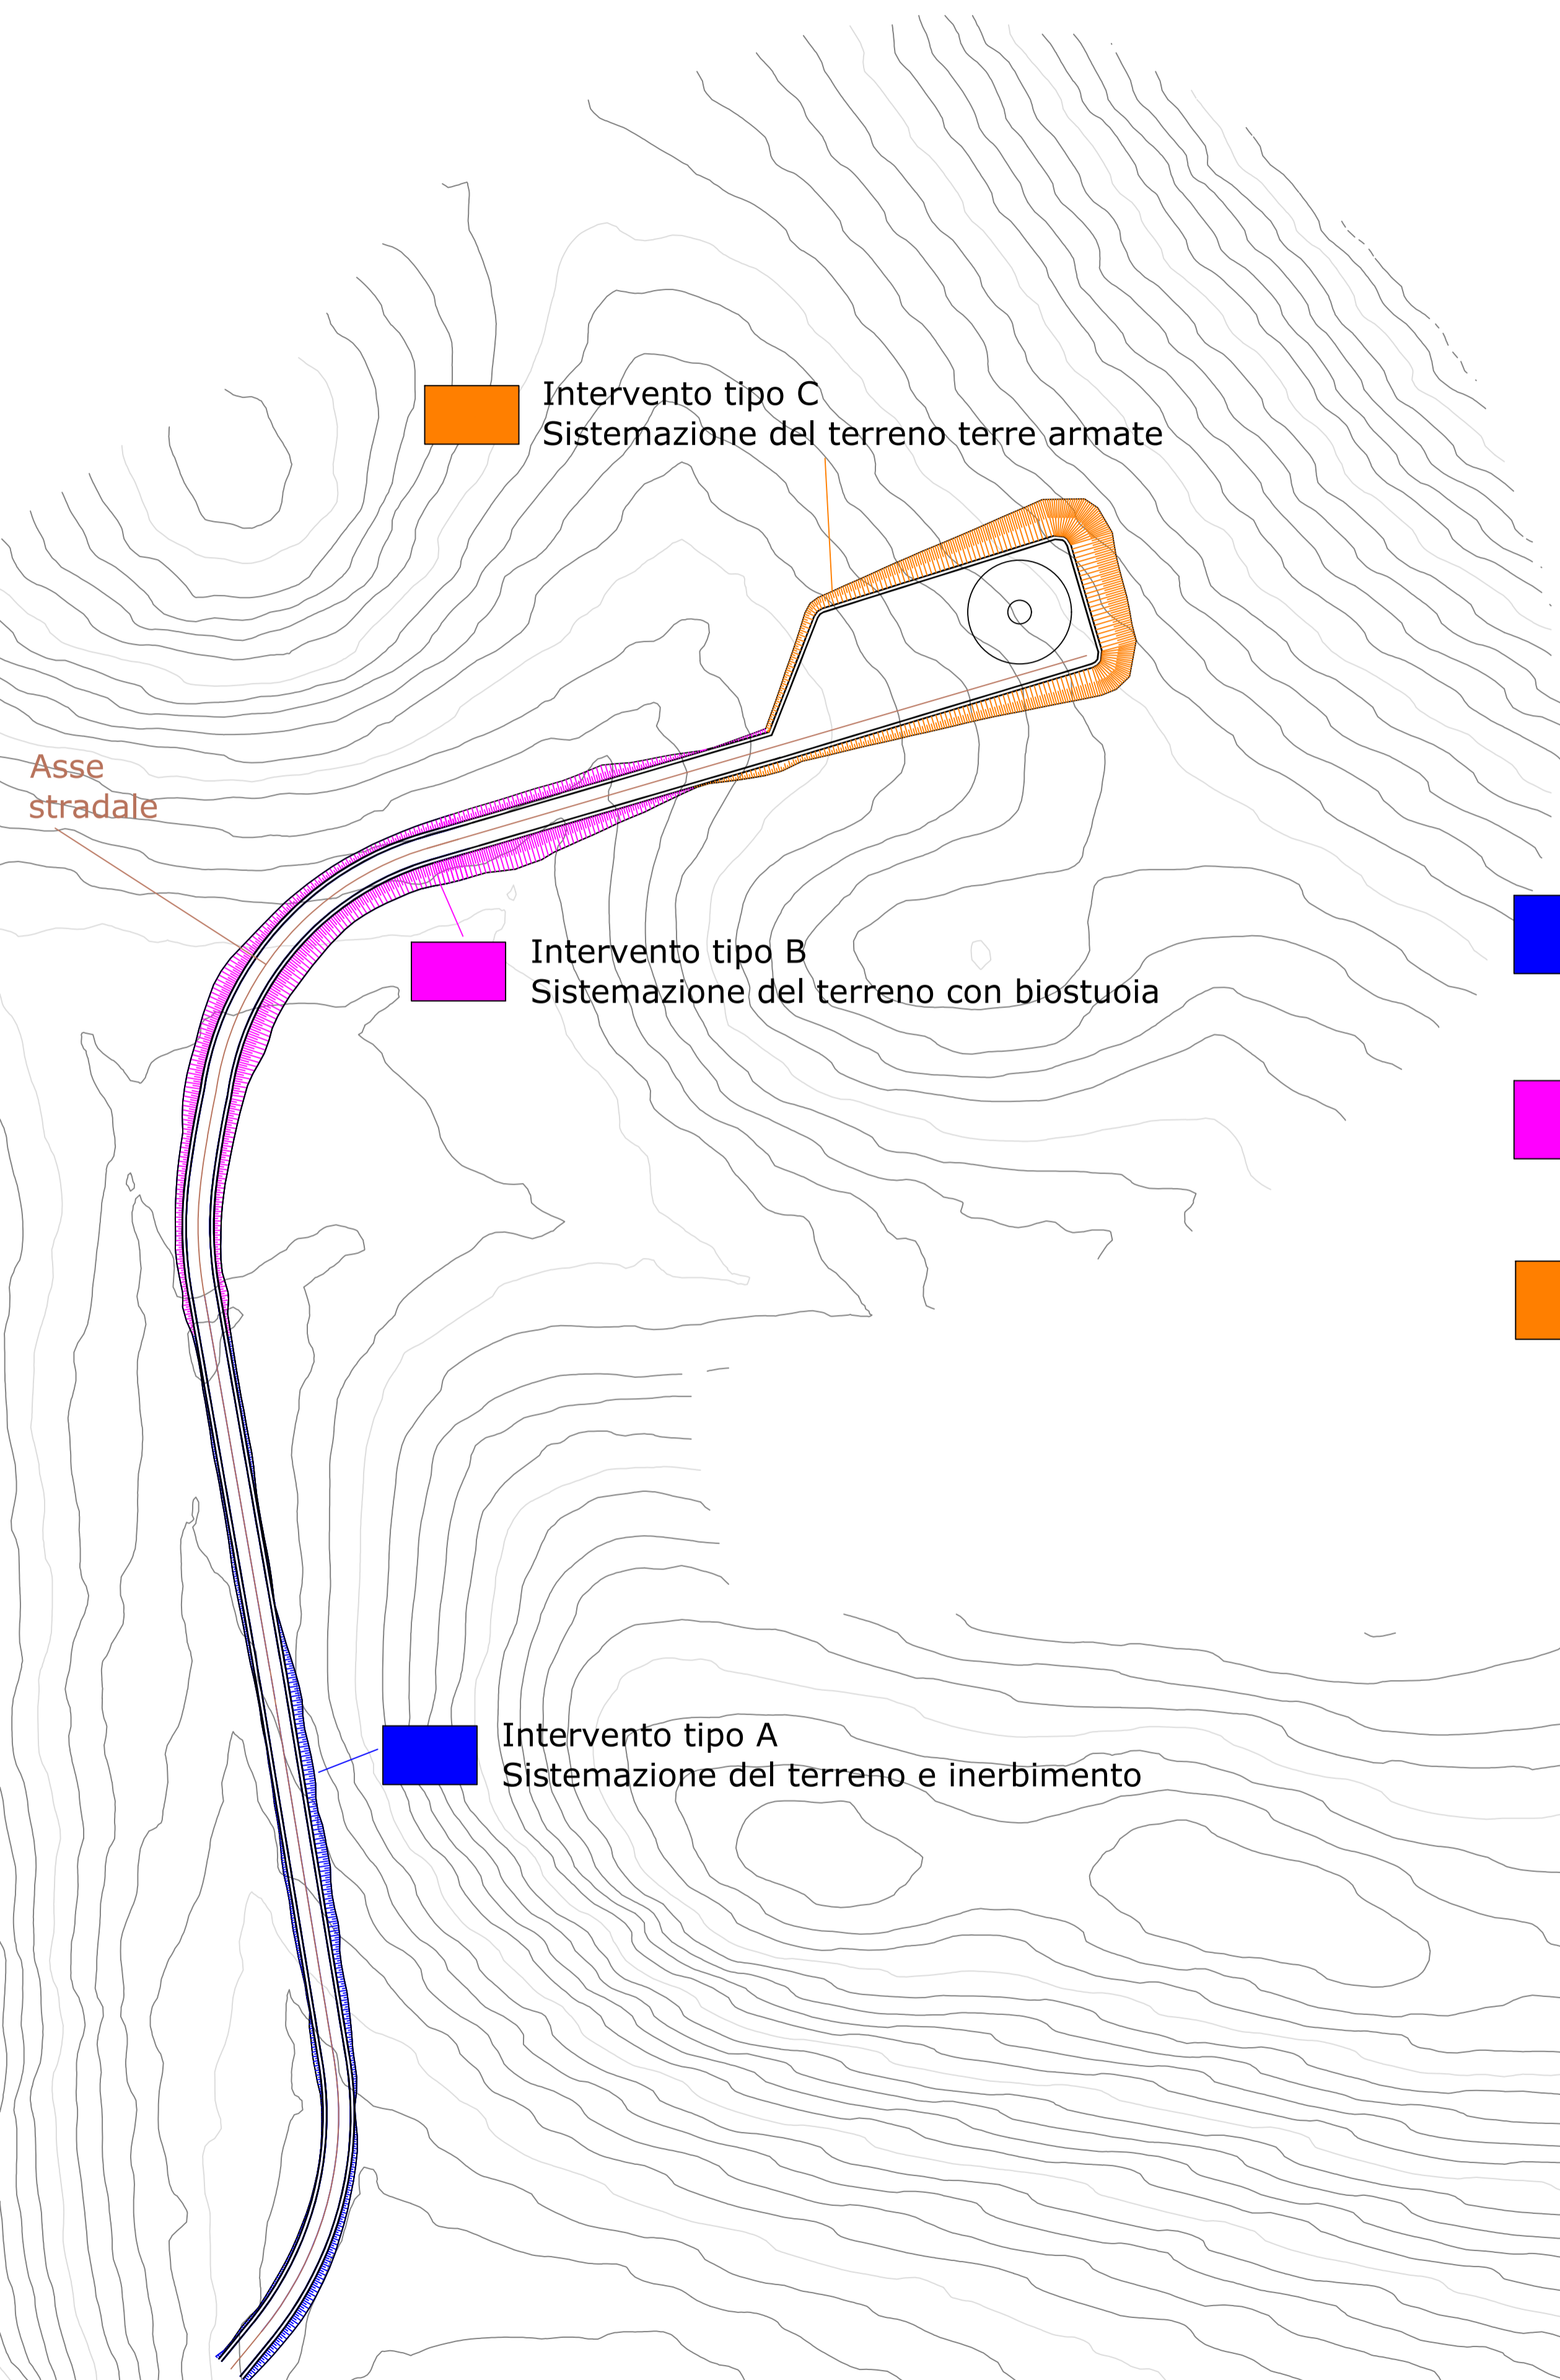 Intervento tipo C
Sistemazione del terreno terre armate
Asse
stradale
Intervento tipo B
Sistemazione del terreno con biostuoia
Intervento tipo A
Sistemazione del terreno e inerbimento